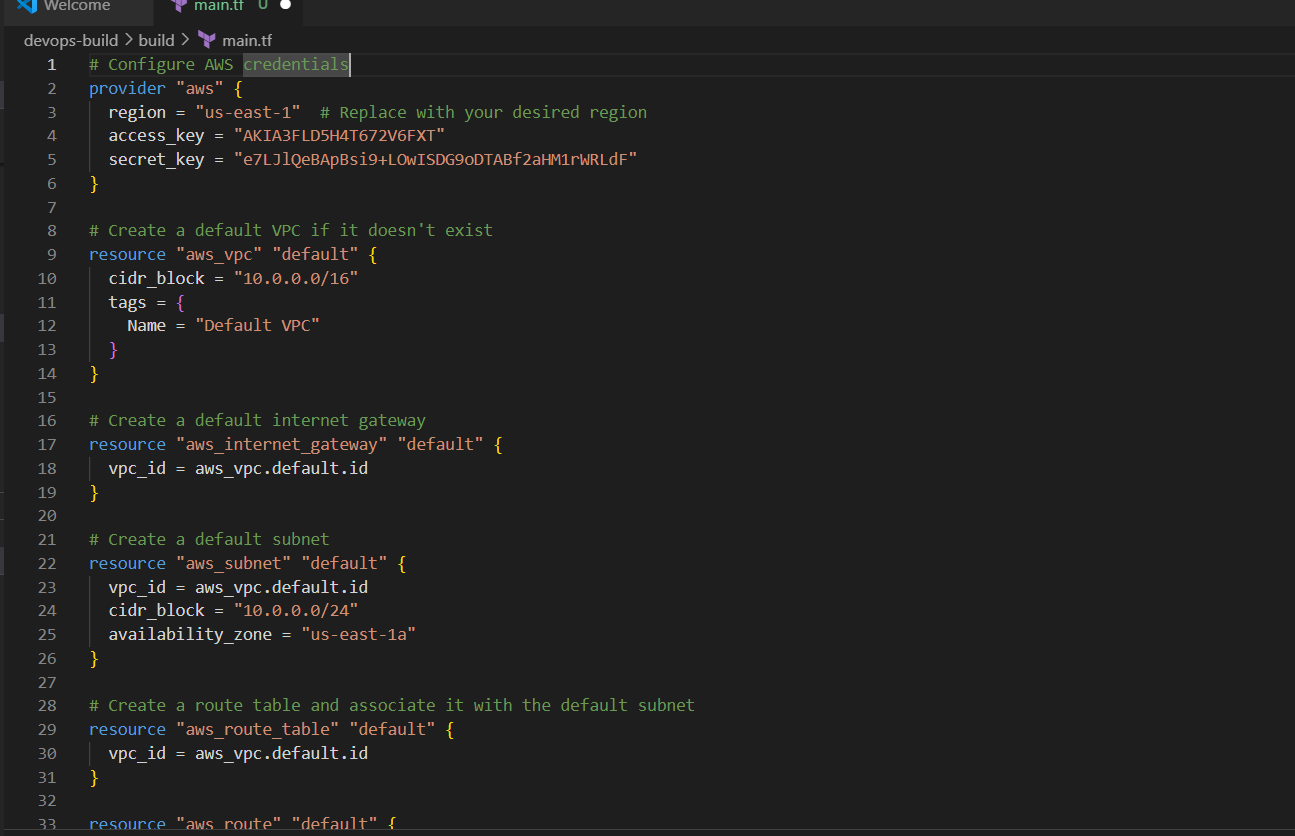 Welcome
main.tf U
devops-build > build > main.tf
1 # Configure AWS credentials
2 provider "aws" {
3 region = "us-east-1" # Replace with your desired region
4 access_key = "AKIA3FLD5H4T672V6FXT"
5 secret_key = "e7LJlQeBApBsi9+LOwISDG9oDTABf2aHM1rWRLdF"
6 }
7
8 # Create a default VPC if it doesn't exist
9 resource "aws_vpc" "default" {
10 cidr_block = "10.0.0.0/16"
11 tags = {
12 Name = "Default VPC"
13 }
14 }
15
16 # Create a default internet gateway
17 resource "aws_internet_gateway" "default" {
18 vpc_id = aws_vpc.default.id
19 }
20
21 # Create a default subnet
22 resource "aws_subnet" "default" {
23 vpc_id = aws_vpc.default.id
24 cidr_block = "10.0.0.0/24"
25 availability_zone = "us-east-1a"
26 }
27
28 # Create a route table and associate it with the default subnet
29 resource "aws_route_table" "default" {
30 vpc_id = aws_vpc.default.id
31 }
32
33 resource "aws_route" "default" {